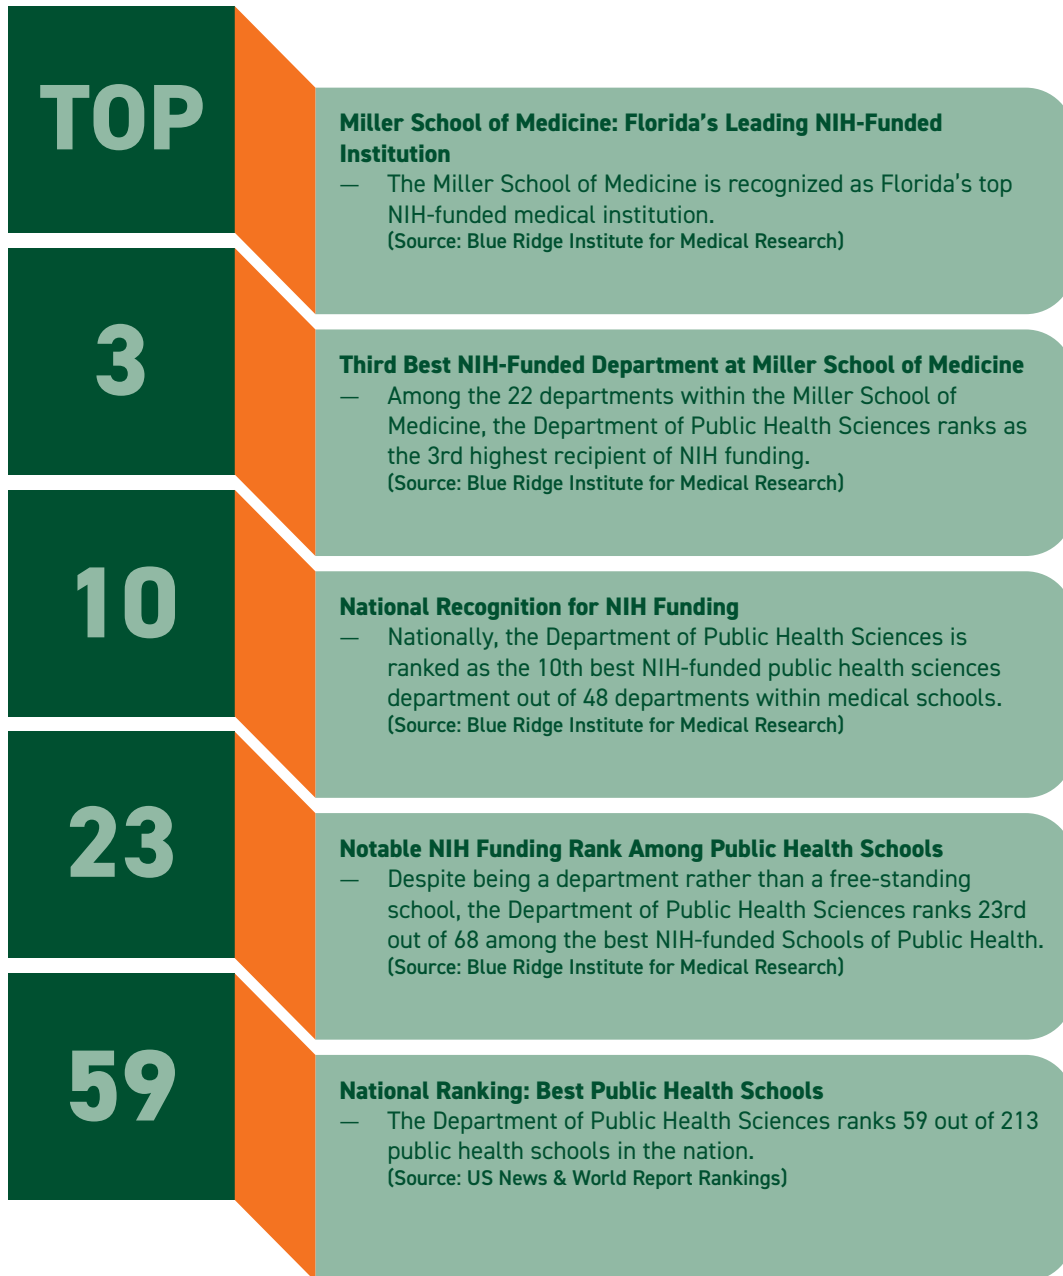 TOP
Miller School of Medicine: Florida's Leading NIH-Funded
Institution
— The Miller School of Medicine is recognized as Florida's top
NIH-funded medical institution.
(Source: Blue Ridge Institute for Medical Research)
3
Third Best NIH-Funded Department at Miller School of Medicine
— Among the 22 departments within the Miller School of
Medicine, the Department of Public Health Sciences ranks as
the 3rd highest recipient of NIH funding.
(Source: Blue Ridge Institute for Medical Research)
10
National Recognition for NIH Funding
— Nationally, the Department of Public Health Sciences is
ranked as the 10th best NIH-funded public health sciences
department out of 48 departments within medical schools.
(Source: Blue Ridge Institute for Medical Research)
23
Notable NIH Funding Rank Among Public Health Schools
— Despite being a department rather than a free-standing
school, the Department of Public Health Sciences ranks 23rd
out of 68 among the best NIH-funded Schools of Public Health.
(Source: Blue Ridge Institute for Medical Research)
59
National Ranking: Best Public Health Schools
— The Department of Public Health Sciences ranks 59 out of 213
public health schools in the nation.
(Source: US News & World Report Rankings)